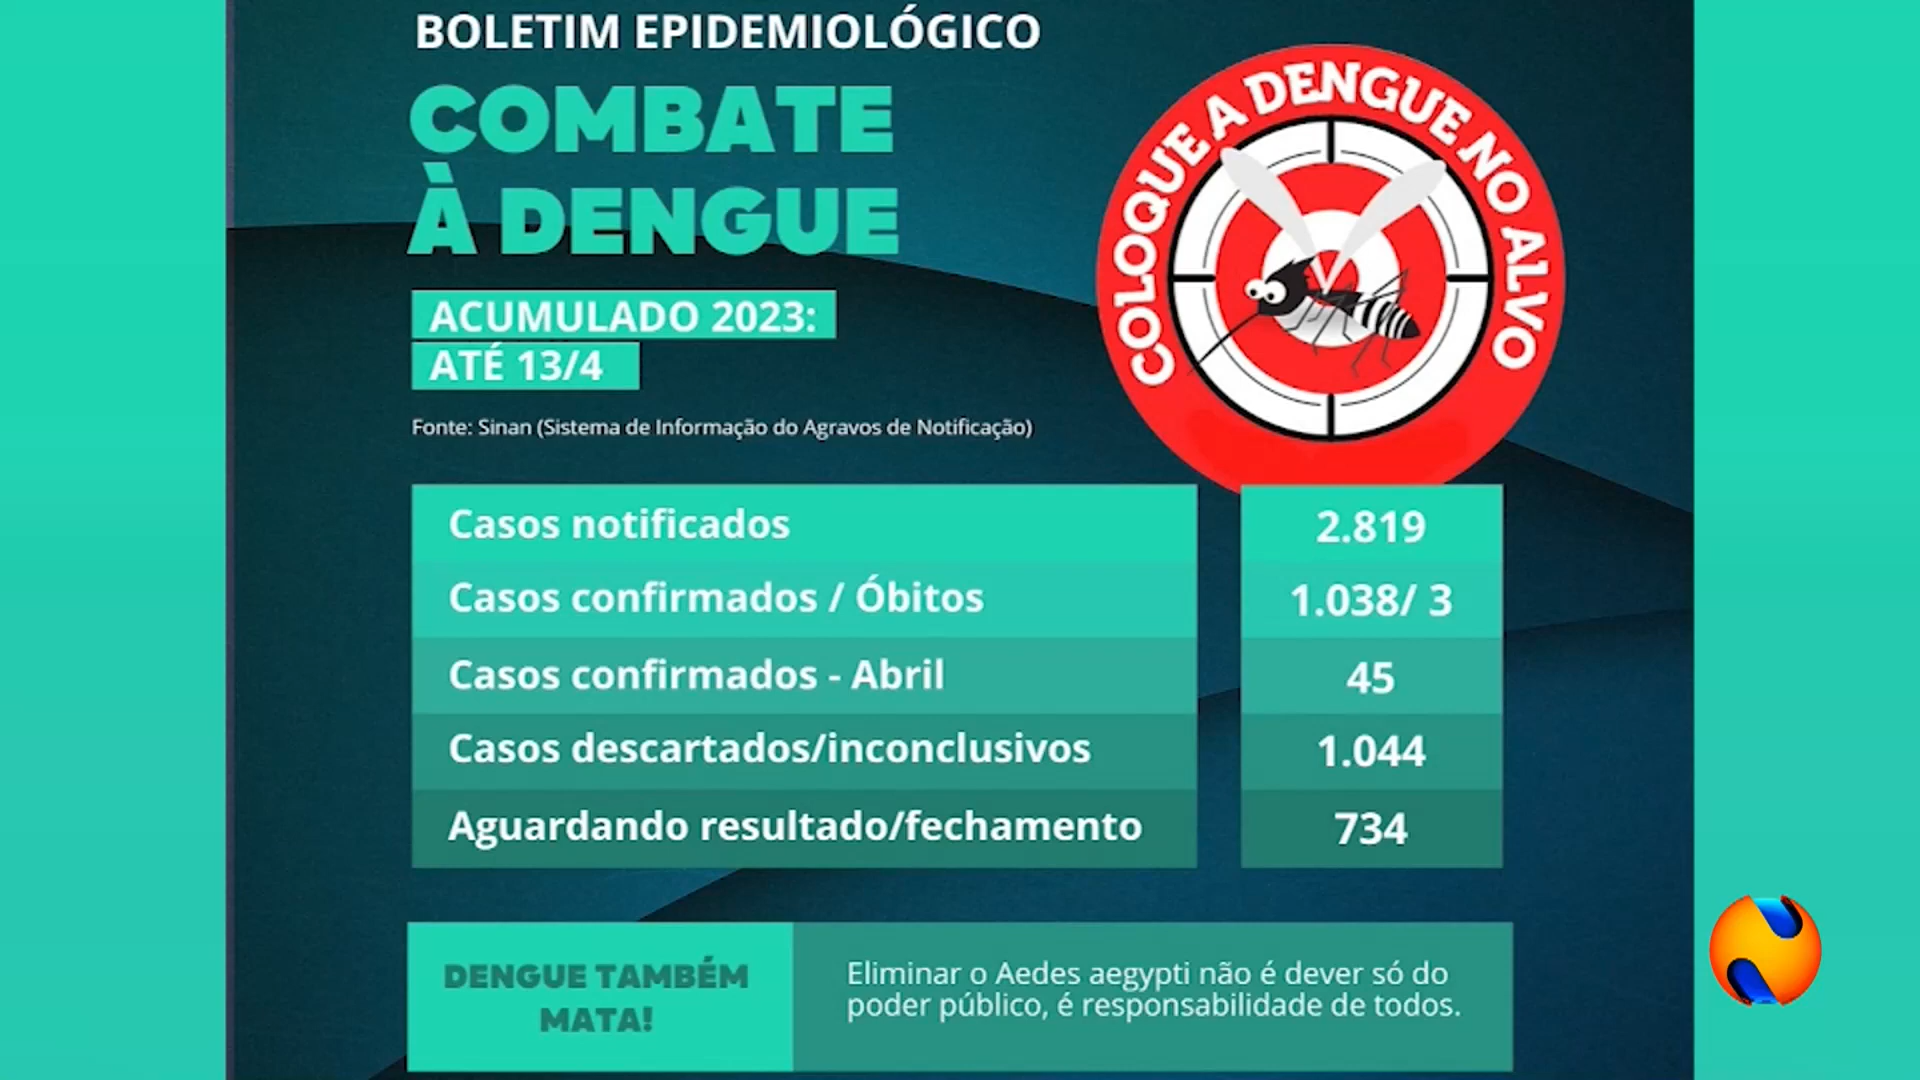 BOLETIM EPIDEMIOLÓGICO
COMBATE
À DENGUE
ACUMULADO 2023:
ATÉ 13/4
Fonte: Sinan (Sistema de Informação do Agravos de Notificação)
COLOQUE A DENGUE NO ALVO
Casos notificados 2.819
Casos confirmados / Óbitos 1.038/ 3
Casos confirmados - Abril 45
Casos descartados/inconclusivos 1.044
Aguardando resultado/fechamento 734
DENGUE TAMBÉM
MATA!
Eliminar o Aedes aegypti não é dever só do
poder público, é responsabilidade de todos.